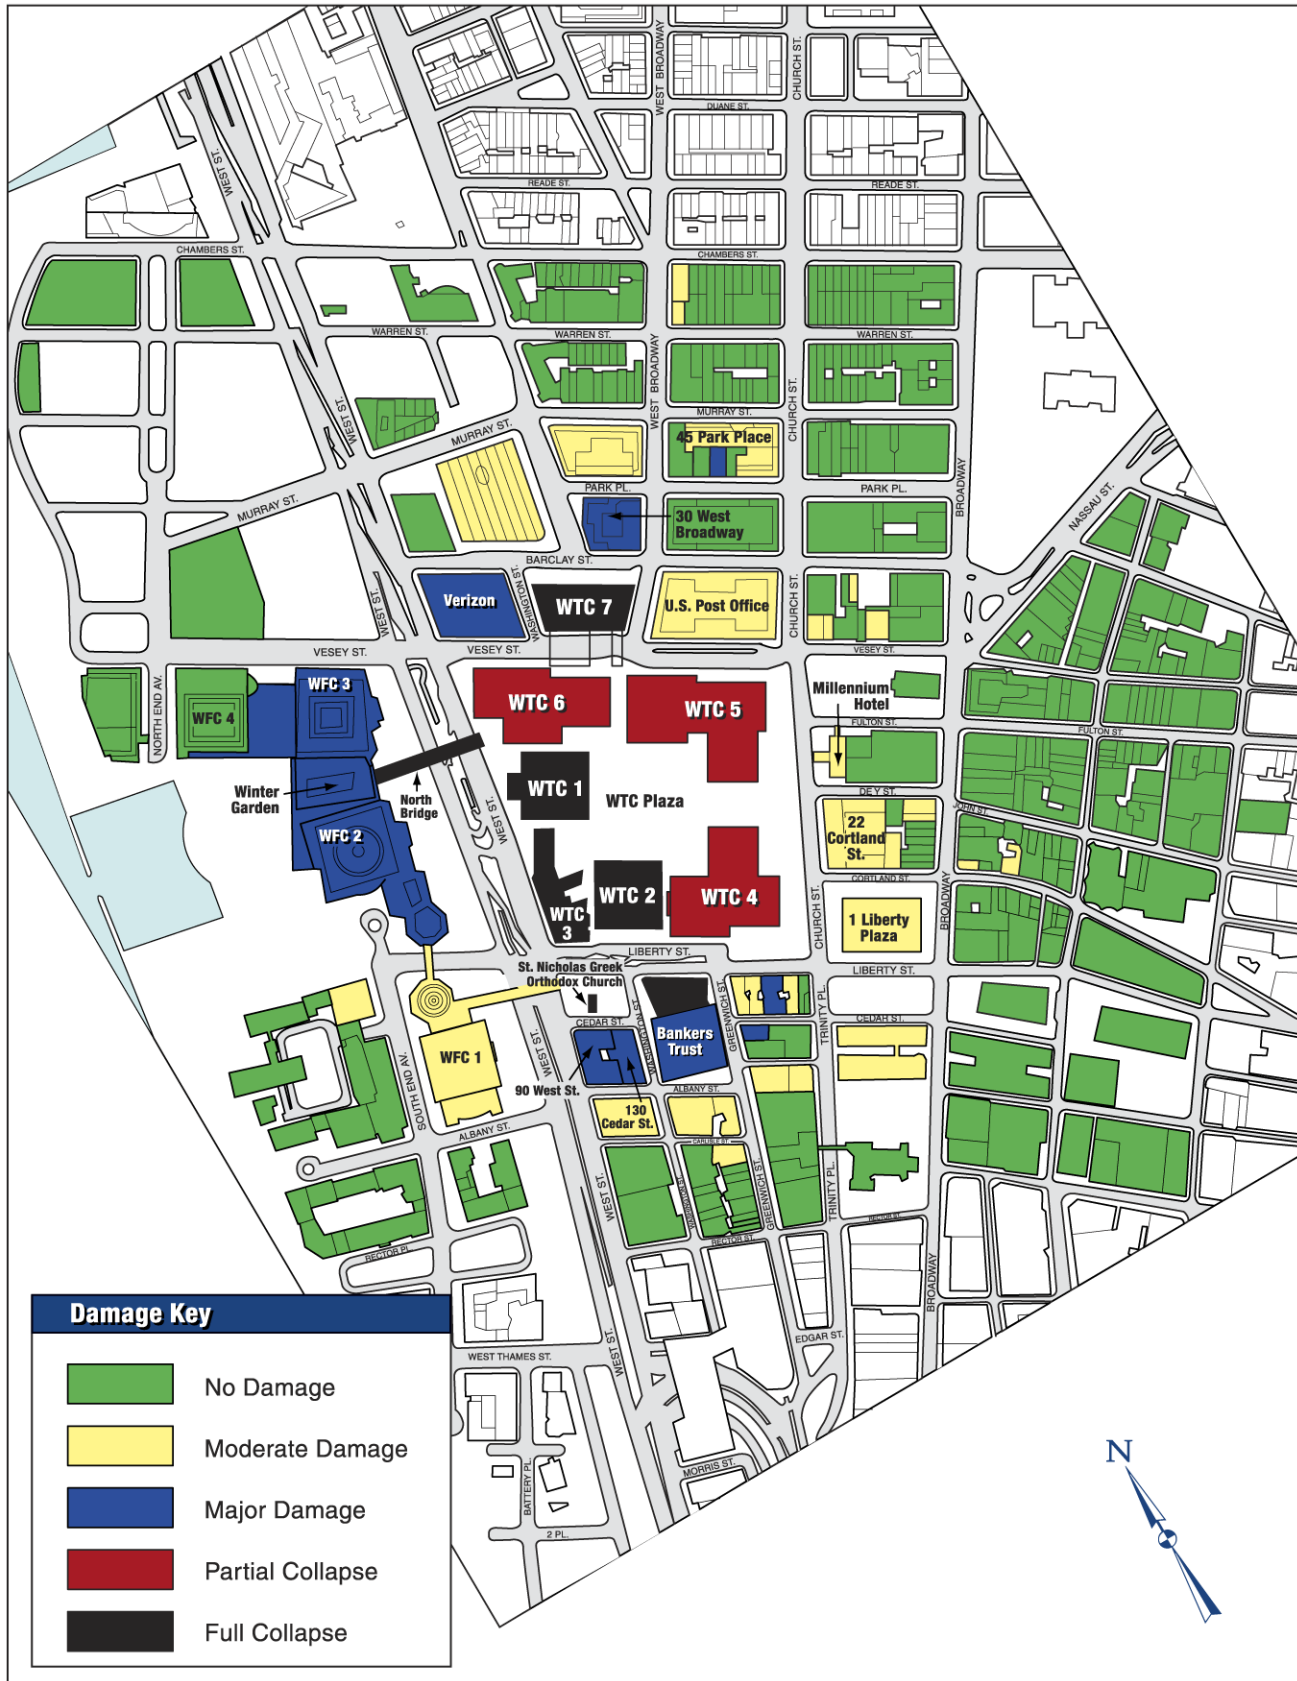 WEST BROADWAY
CHURCH ST.
DUANE ST.
WEST ST.
READE ST.
READE ST.
CHAMBERS ST.
CHAMBERS ST.
WARREN ST.
WARREN ST.
WARREN ST.
WEST BROADWAY
CHURCH ST.
WEST ST.
MURRAY ST.
MURRAY ST.
45 Park Place
BROADWAY
PARK PL.
PARK PL.
NASSAU ST.
MURRAY ST.
30 West
Broadway
BARCLAY ST.
WASHINGTON ST.
WEST ST.
Verizon
WTC 7
U.S. Post Office
CHURCH ST.
VESEY ST.
VESEY ST.
VESEY ST.
NORTH END AV.
WFC 3
WFC 4
WTC 6
WTC 5
Millennium
Hotel
FULTON ST.
FULTON ST.
Winter
Garden
North
Bridge
WTC 1
WTC Plaza
DEY ST.
JOHN ST.
WEST ST.
WFC 2
22
Cortland
St.
CORTLAND ST.
WTC
3
WTC 2
WTC 4
CHURCH ST.
1 Liberty
Plaza
BROADWAY
LIBERTY ST.
LIBERTY ST.
St. Nicholas Greek
Orthodox Church
CEDAR ST.
WASHINGTON ST.
GREENWICH ST.
TRINITY PL.
CEDAR ST.
Bankers
Trust
WFC 1
WEST ST.
SOUTH END AV.
90 West St.
ALBANY ST.
130
Cedar St.
ALBANY ST.
CARLISLE ST.
WEST ST.
WASHINGTON ST.
GREENWICH ST.
TRINITY PL.
RECTOR ST.
RECTOR ST.
RECTOR PL.
BROADWAY
EDGAR ST.
WEST ST.
WEST THAMES ST.
MORRIS ST.
BATTERY PL.
2 PL.
Damage Key
No Damage
Moderate Damage
Major Damage
Partial Collapse
Full Collapse
N